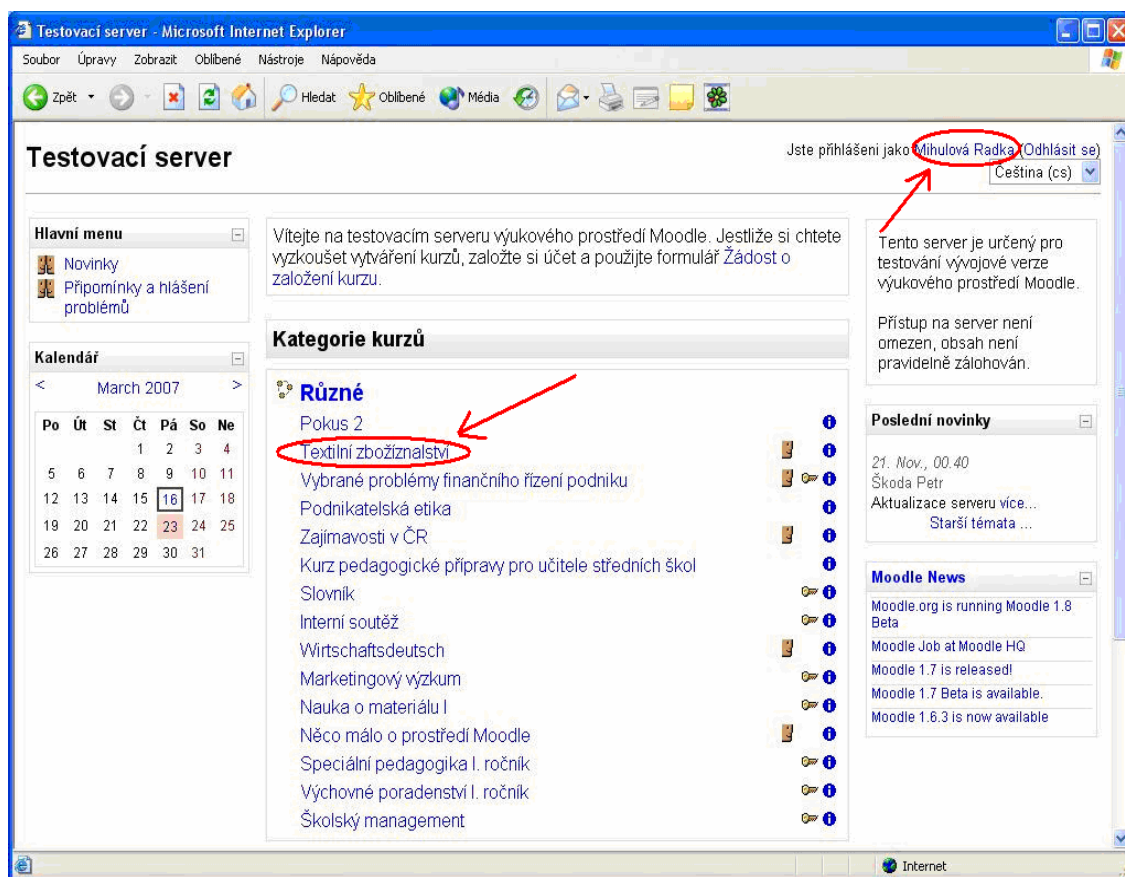 Testovací server - Microsoft Internet Explorer
Soubor Úpravy Zobrazit Oblíbené Nástroje Nápověda
Zpět Hledat Oblíbené Média
Testovací server
Jste přihlášeni jako Mihulová Radka (Odhlásit se)
Čeština (cs)
Hlavní menu
Novinky
Připomínky a hlášení
problémů
Kalendář
< March 2007 >
Po Út St Čt Pá So Ne
1 2 3 4
5 6 7 8 9 10 11
12 13 14 15 16 17 18
19 20 21 22 23 24 25
26 27 28 29 30 31
Vítejte na testovacím serveru výukového prostředí Moodle. Jestliže si chtete
vyzkoušet vytváření kurzů, založte si účet a použijte formulář Žádost o
založení kurzu.
Kategorie kurzů
Různé
Pokus 2
Textilní zbožíznalství
Vybrané problémy finančního řízení podniku
Podnikatelská etika
Zajímavosti v ČR
Kurz pedagogické přípravy pro učitele středních škol
Slovník
Interní soutěž
Wirtschaftsdeutsch
Marketingový výzkum
Nauka o materiálu I
Něco málo o prostředí Moodle
Speciální pedagogika I. ročník
Výchovné poradenství I. ročník
Školský management
Tento server je určený pro
testování vývojové verze
výukového prostředí Moodle.
Přístup na server není
omezen, obsah není
pravidelně zálohován.
Poslední novinky
21. Nov., 00.40
Škoda Petr
Aktualizace serveru více...
Starší témata ...
Moodle News
Moodle.org is running Moodle 1.8
Beta
Moodle Job at Moodle HQ
Moodle 1.7 is released!
Moodle 1.7 Beta is available.
Moodle 1.6.3 is now available
Internet